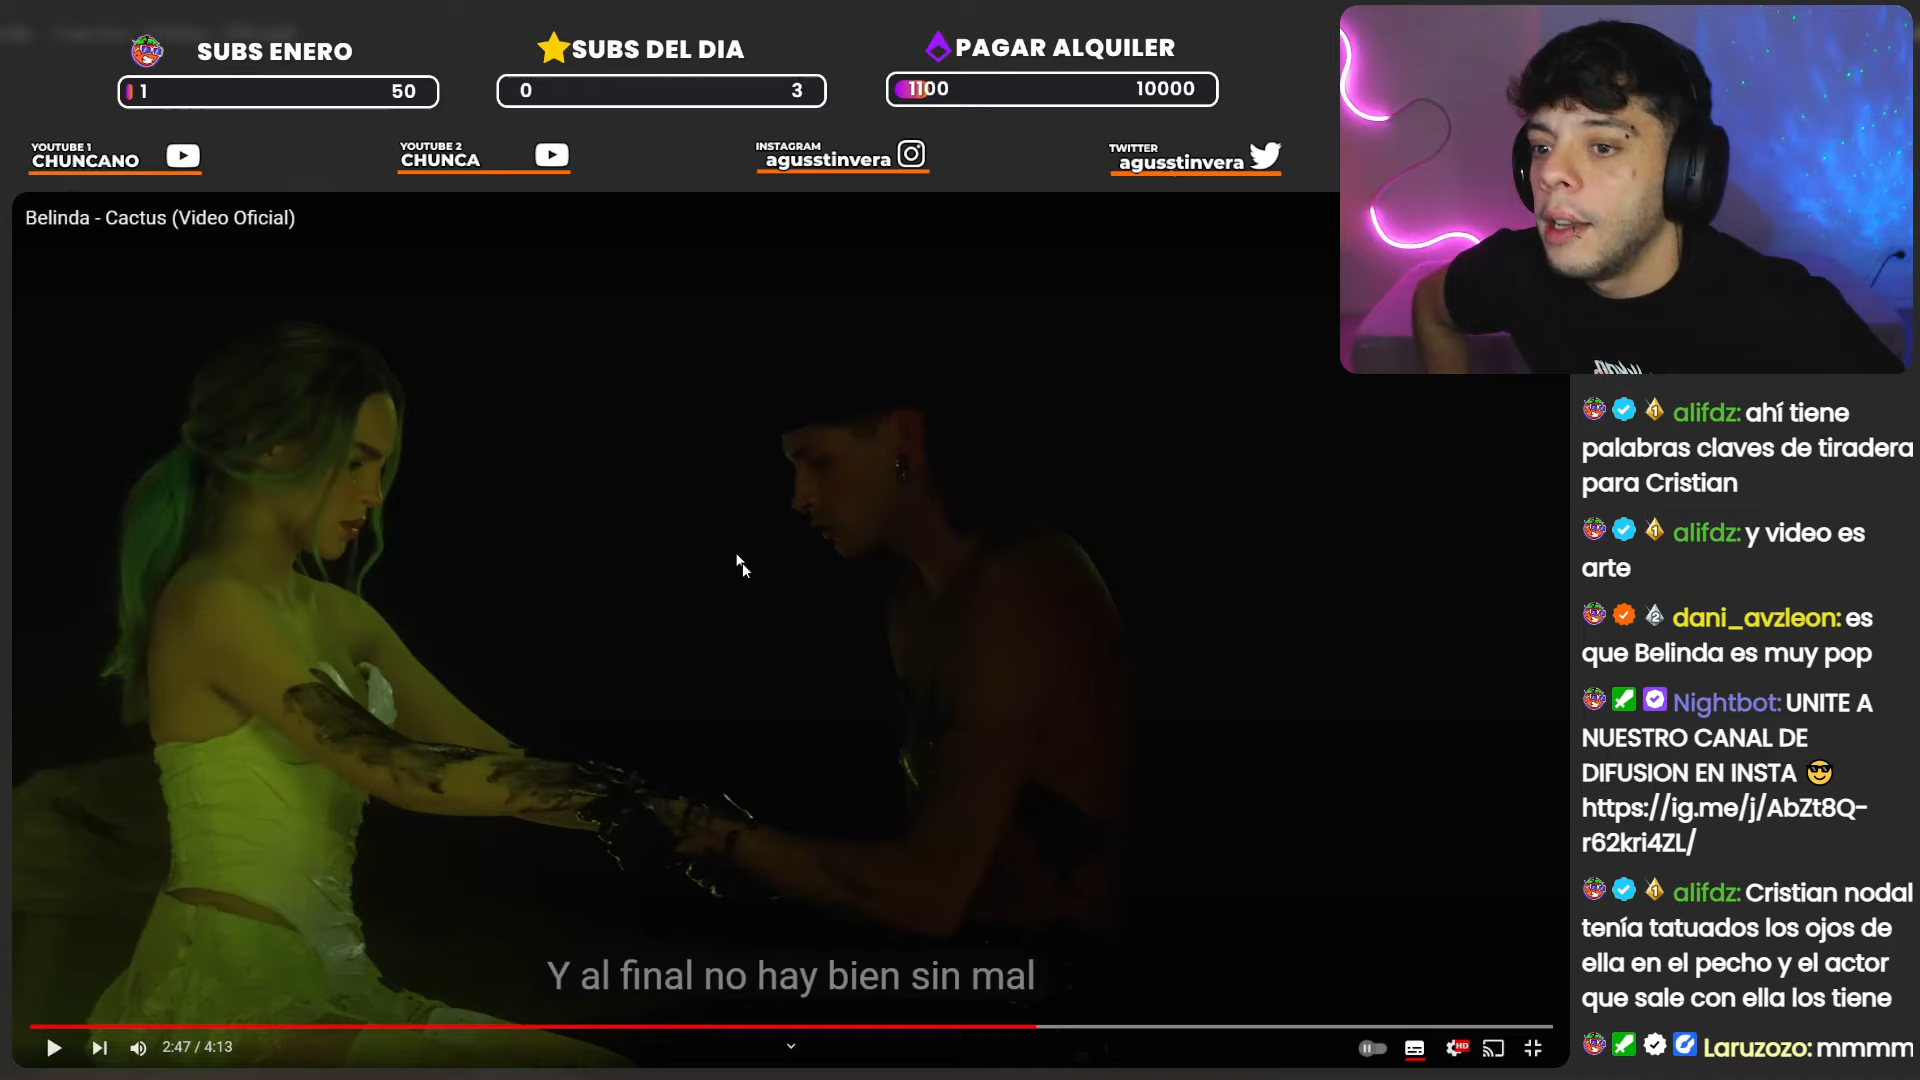 SUBS ENERO
1 50
SUBS DEL DIA
0 3
PAGAR ALQUILER
1100 10000
YOUTUBE 1
CHUNCANO
YOUTUBE 2
CHUNCA
INSTAGRAM
agusstinvera
TWITTER
agusstinvera
Belinda - Cactus (Video Oficial)
Y al final no hay bien sin mal
2:47 / 4:13
HD
alifdz: ahí tiene
palabras claves de tiradera
para Cristian
alifdz: y video es
arte
dani_avzleon: es
que Belinda es muy pop
Nightbot: UNITE A
NUESTRO CANAL DE
DIFUSION EN INSTA 😎
https://ig.me/j/AbZt8Q-
r62kri4ZL/
alifdz: Cristian nodal
tenía tatuados los ojos de
ella en el pecho y el actor
que sale con ella los tiene
Laruzozo: mmmm